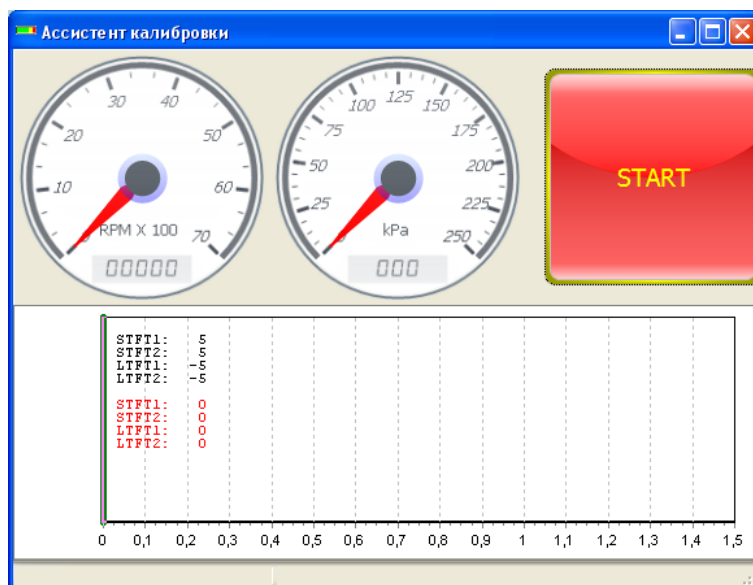 Ассистент калибровки
0 10 20 30 40 50 60 70
RPM X 100
00000
0 25 50 75 100 125 150 175 200 225 250
kPa
000
START
STFT1: 5
STFT2: 5
LTFT1: -5
LTFT2: -5
STFT1: 0
STFT2: 0
LTFT1: 0
LTFT2: 0
0 0,1 0,2 0,3 0,4 0,5 0,6 0,7 0,8 0,9 1 1,1 1,2 1,3 1,4 1,5